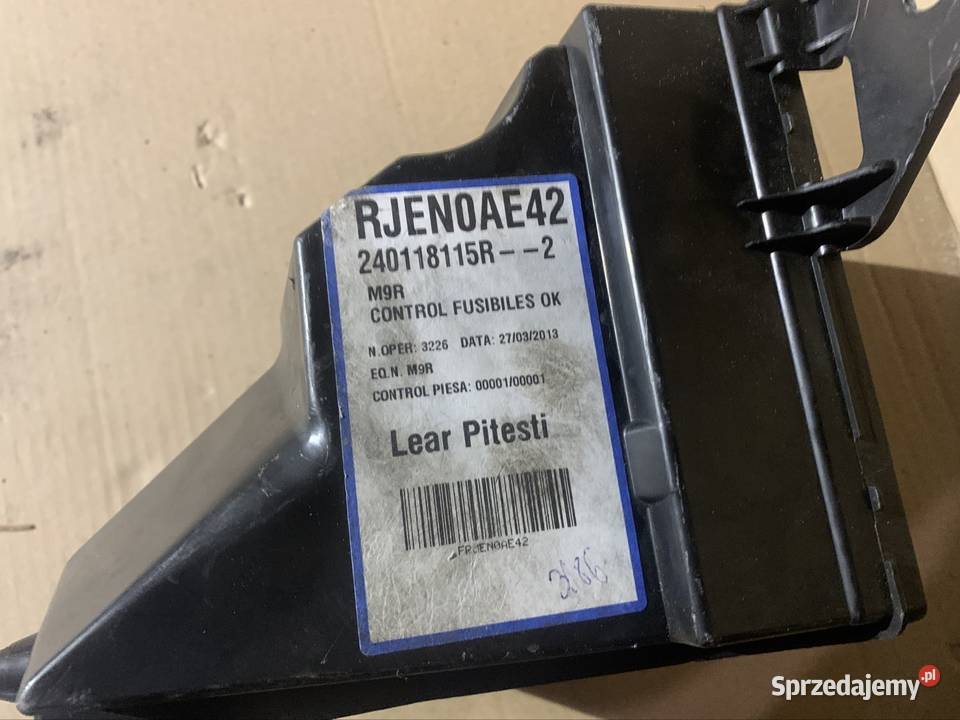 RJEN0AE42
240118115R---2
M9R
CONTROL FUSIBILES OK
N.OPER: 3226 DATA: 27/03/2013
EQ.N. M9R
CONTROL PIESA: 00001/00001
Lear Pitesti
FRJEN0AE42
Sprzedajemy.pl